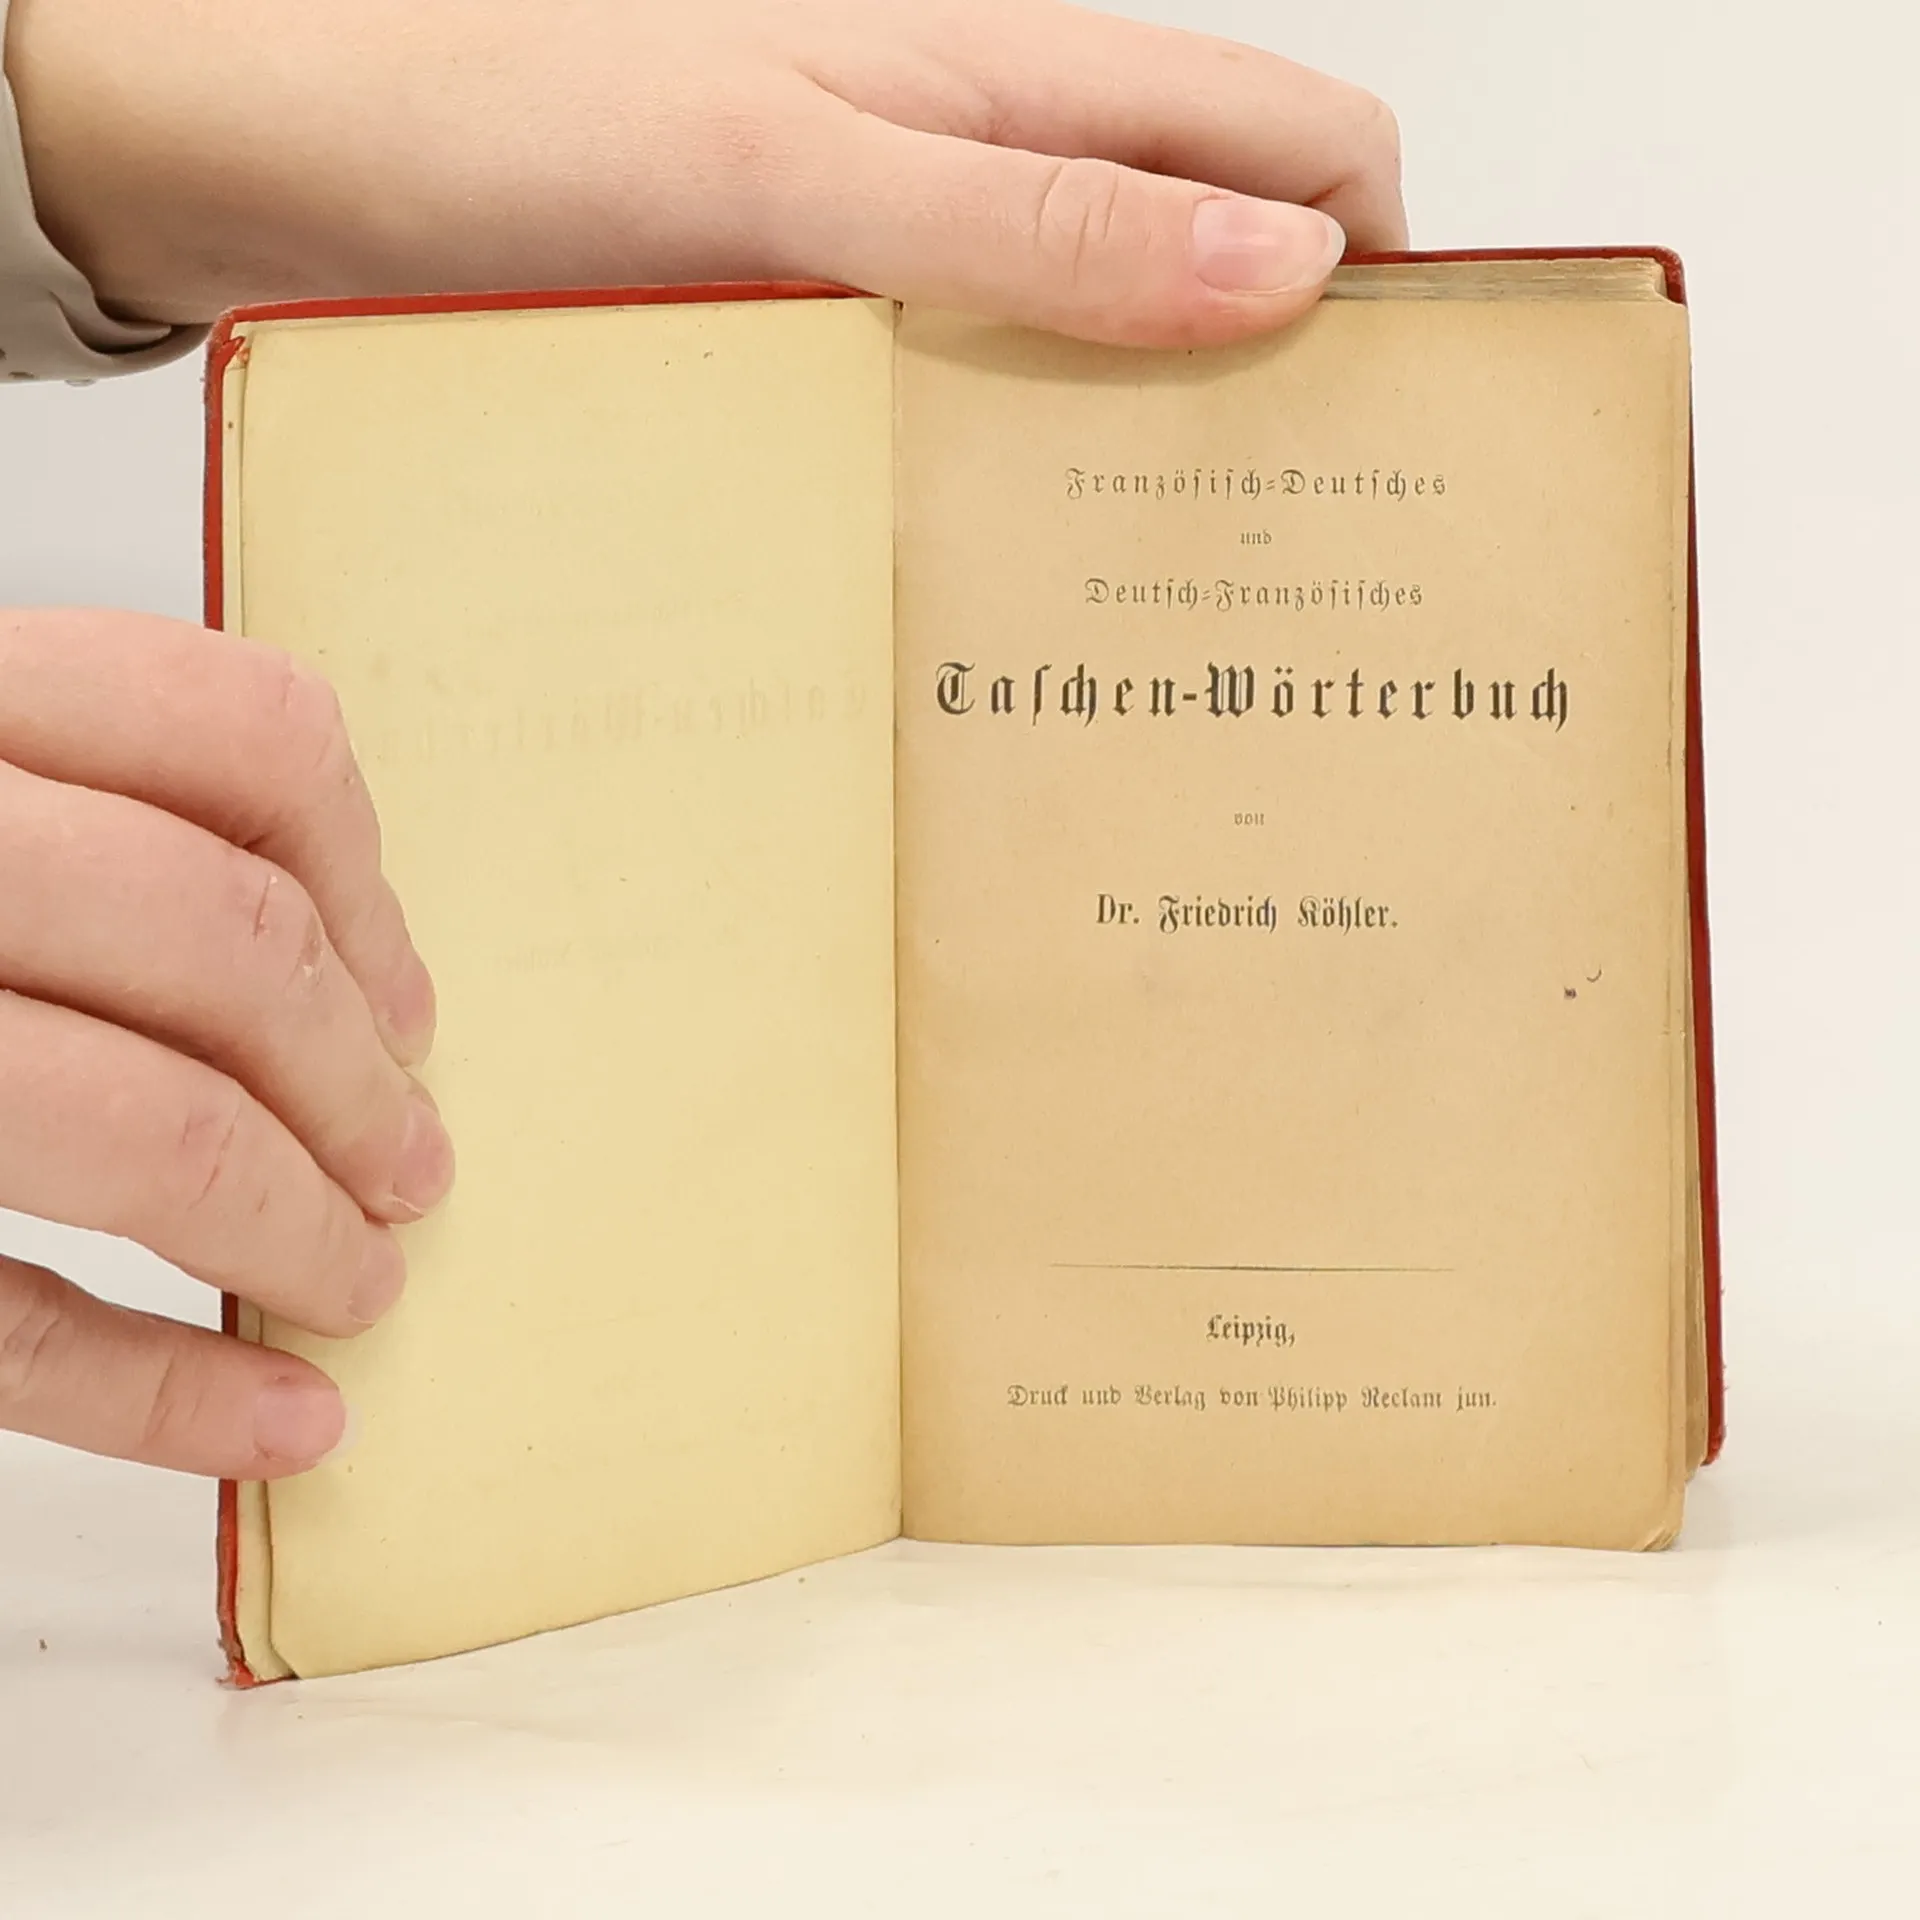 Franzöſiſch-Deutſches
und
Deutſch-Franzöſiſches
Taſchen-Wörterbuch
von
Dr. Friedrich Köhler.
Leipzig,
Druck und Verlag von Philipp Reclam jun.